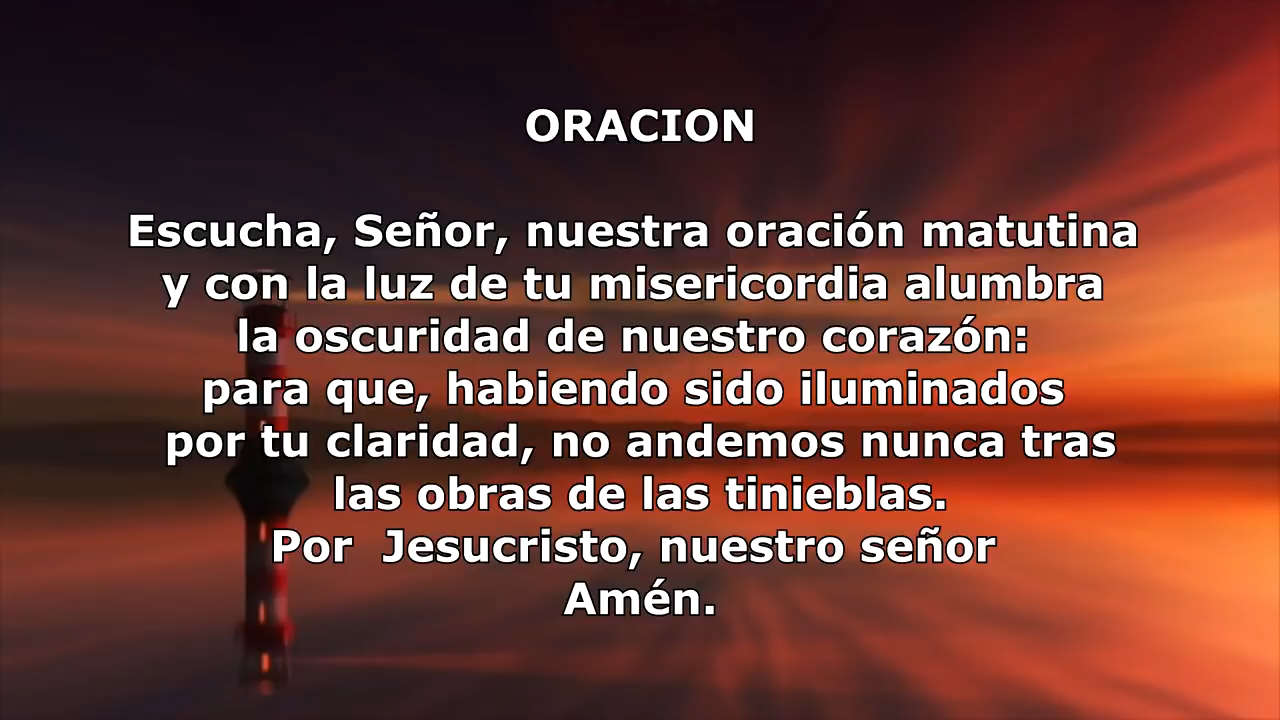 ORACION
Escucha, Señor, nuestra oración matutina
y con la luz de tu misericordia alumbra
la oscuridad de nuestro corazón:
para que, habiendo sido iluminados
por tu claridad, no andemos nunca tras
las obras de las tinieblas.
Por  Jesucristo, nuestro señor
Amén.